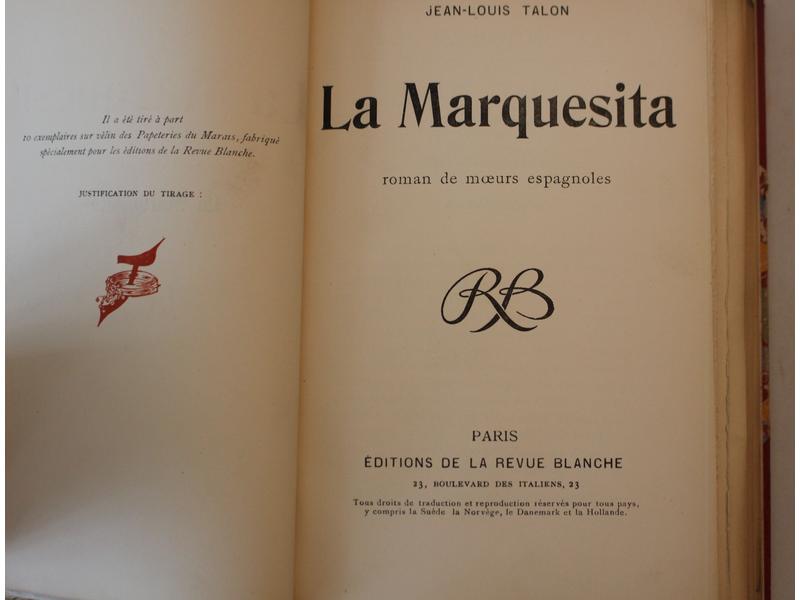 Il a été tiré à part
10 exemplaires sur vélin des Papeteries du Marais, fabriqué
spécialement pour les éditions de la Revue Blanche.
JUSTIFICATION DU TIRAGE :
JEAN-LOUIS TALON
La Marquesita
roman de mœurs espagnoles
RB
PARIS
ÉDITIONS DE LA REVUE BLANCHE
23, BOULEVARD DES ITALIENS, 23
Tous droits de traduction et reproduction réservés pour tous pays,
y compris la Suède la Norvège, le Danemark et la Hollande.